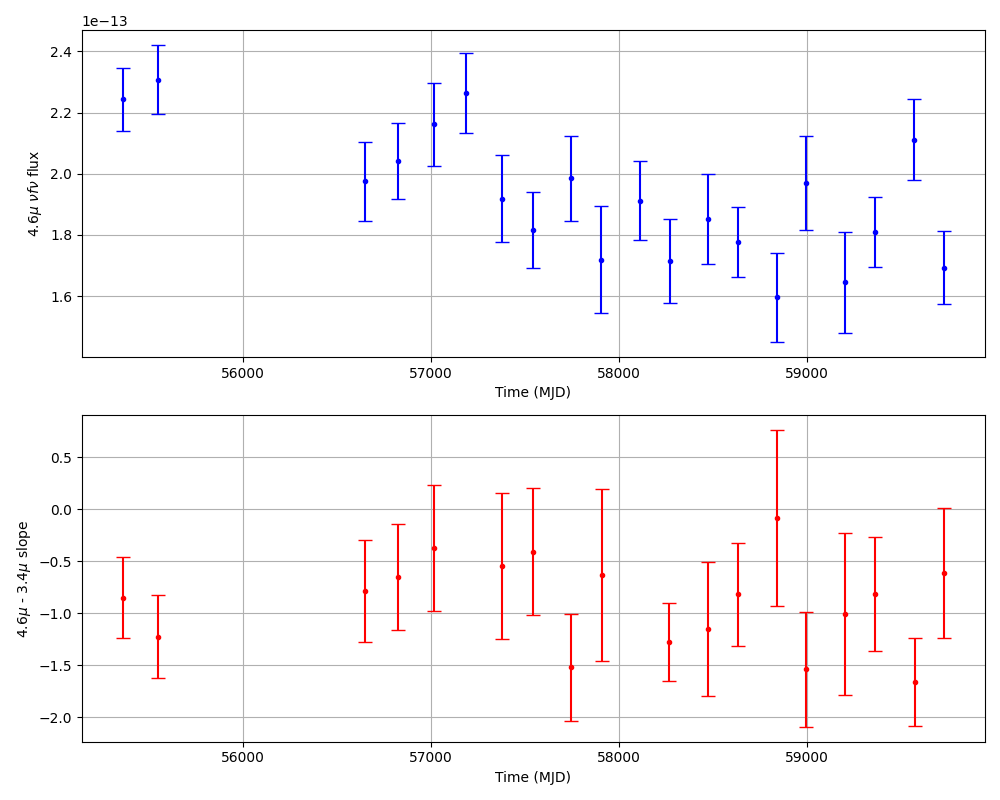 1e−13
2.4
2.2
2.0
1.8
1.6
4.6μ νfν flux
56000 57000 58000 59000
Time (MJD)
0.5
0.0
−0.5
−1.0
−1.5
−2.0
4.6μ - 3.4μ slope
56000 57000 58000 59000
Time (MJD)